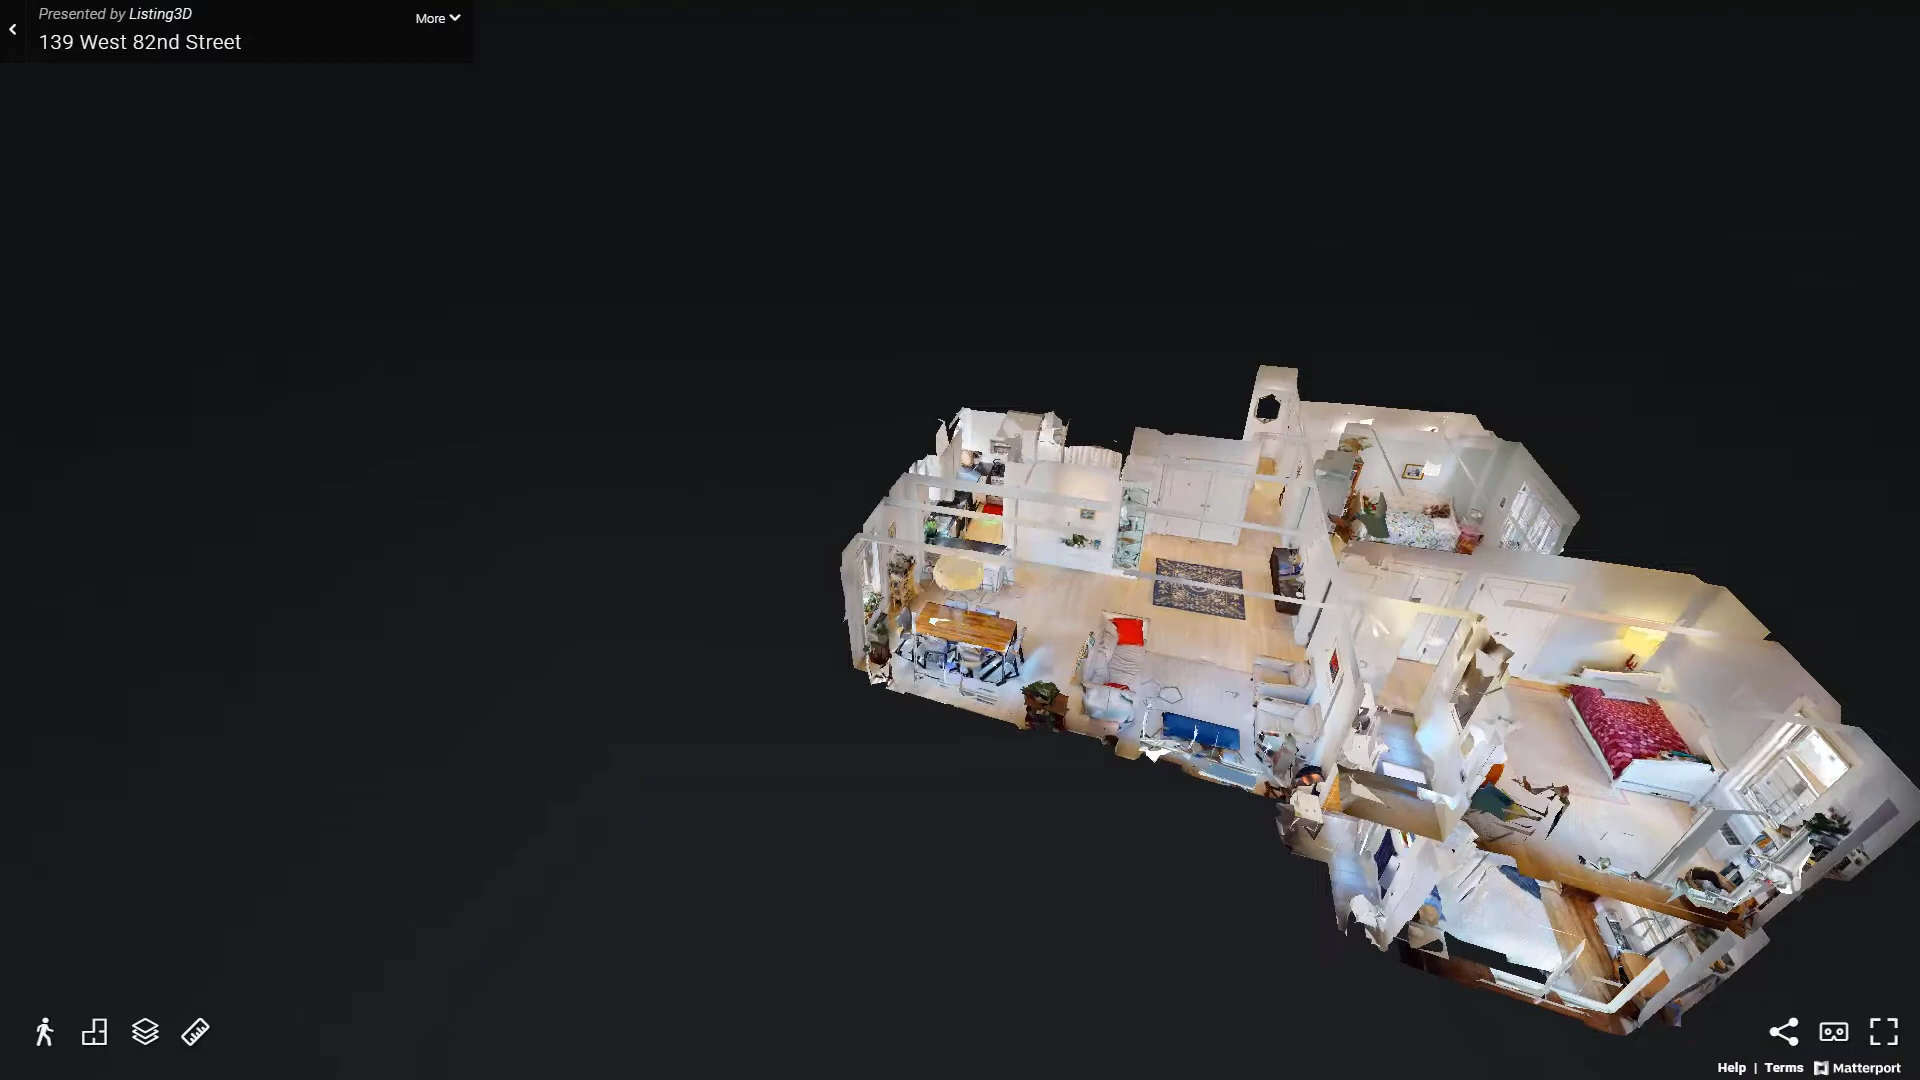 Presented by Listing3D
More
139 West 82nd Street
Help | Terms Matterport